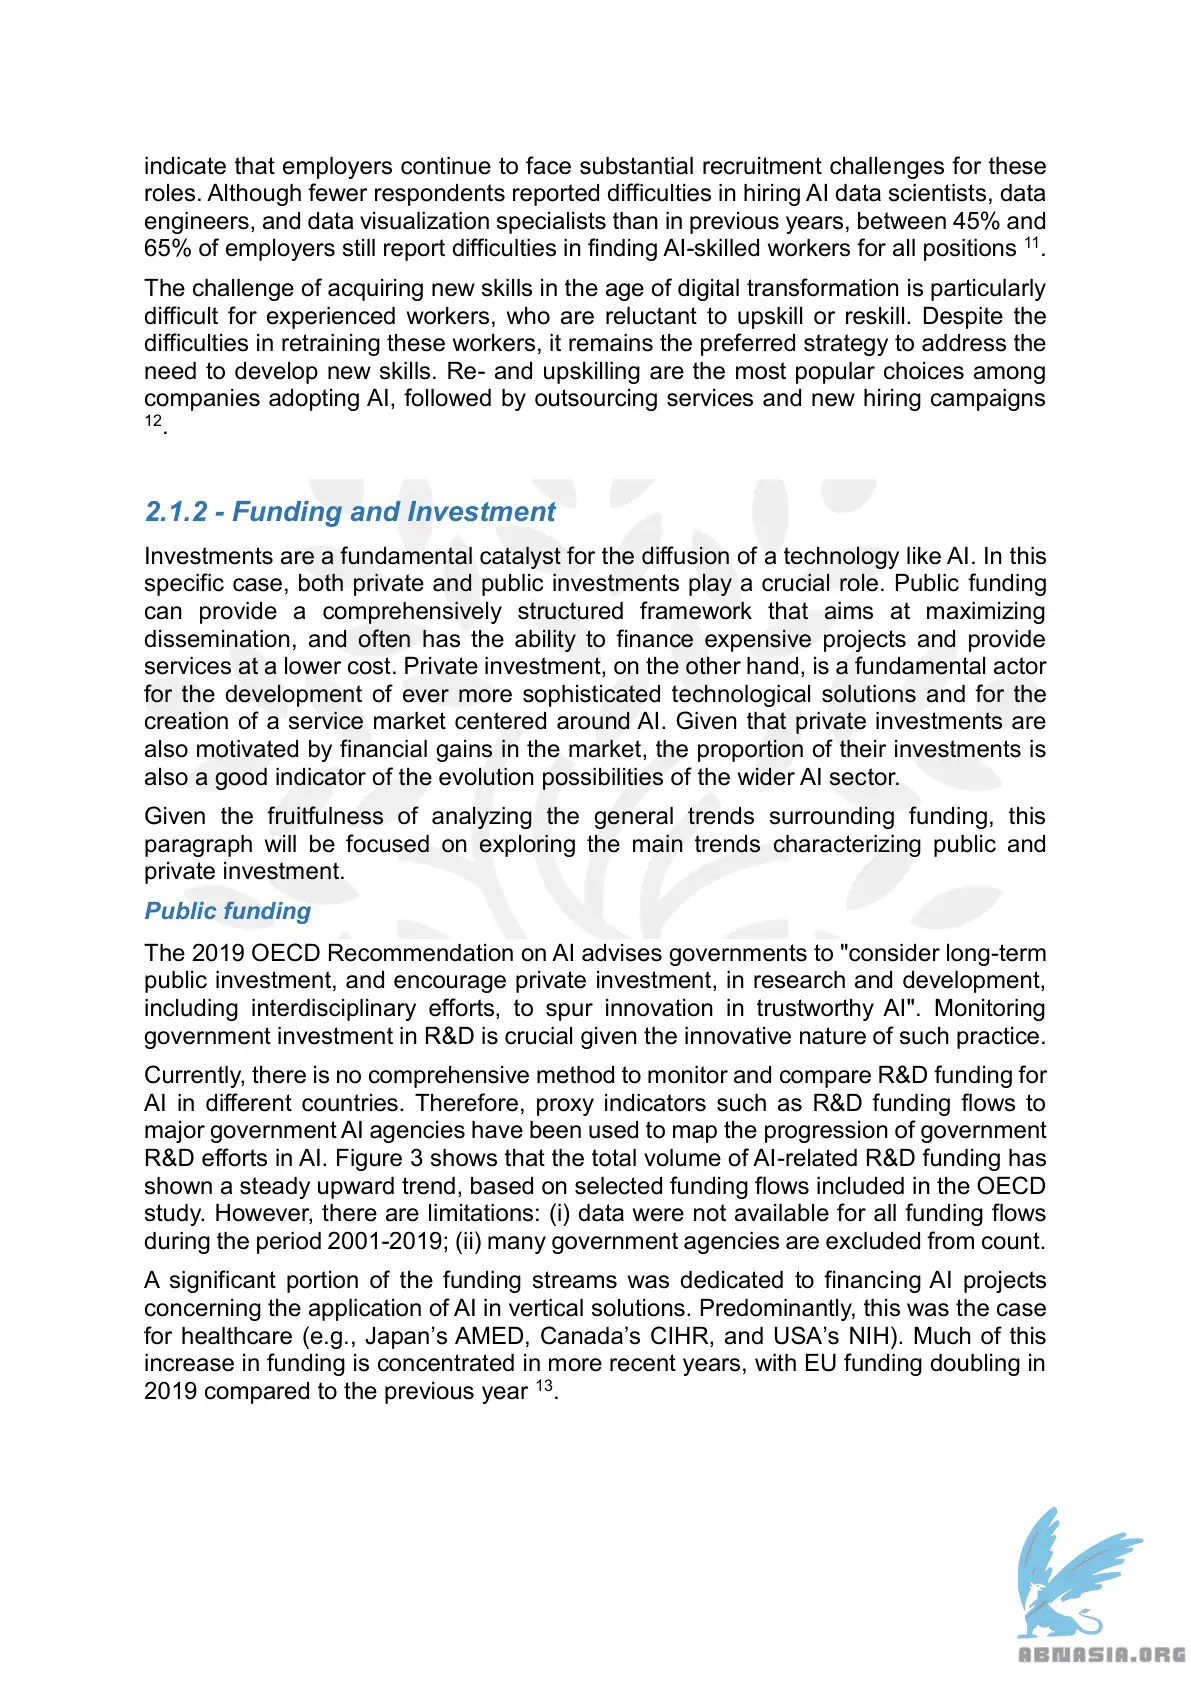 indicate that employers continue to face substantial recruitment challenges for these
roles. Although fewer respondents reported difficulties in hiring AI data scientists, data
engineers, and data visualization specialists than in previous years, between 45% and
65% of employers still report difficulties in finding AI-skilled workers for all positions 11.
The challenge of acquiring new skills in the age of digital transformation is particularly
difficult for experienced workers, who are reluctant to upskill or reskill. Despite the
difficulties in retraining these workers, it remains the preferred strategy to address the
need to develop new skills. Re- and upskilling are the most popular choices among
companies adopting AI, followed by outsourcing services and new hiring campaigns
12.
2.1.2 - Funding and Investment
Investments are a fundamental catalyst for the diffusion of a technology like AI. In this
specific case, both private and public investments play a crucial role. Public funding
can provide a comprehensively structured framework that aims at maximizing
dissemination, and often has the ability to finance expensive projects and provide
services at a lower cost. Private investment, on the other hand, is a fundamental actor
for the development of ever more sophisticated technological solutions and for the
creation of a service market centered around AI. Given that private investments are
also motivated by financial gains in the market, the proportion of their investments is
also a good indicator of the evolution possibilities of the wider AI sector.
Given the fruitfulness of analyzing the general trends surrounding funding, this
paragraph will be focused on exploring the main trends characterizing public and
private investment.
Public funding
The 2019 OECD Recommendation on AI advises governments to "consider long-term
public investment, and encourage private investment, in research and development,
including interdisciplinary efforts, to spur innovation in trustworthy AI". Monitoring
government investment in R&D is crucial given the innovative nature of such practice.
Currently, there is no comprehensive method to monitor and compare R&D funding for
AI in different countries. Therefore, proxy indicators such as R&D funding flows to
major government AI agencies have been used to map the progression of government
R&D efforts in AI. Figure 3 shows that the total volume of AI-related R&D funding has
shown a steady upward trend, based on selected funding flows included in the OECD
study. However, there are limitations: (i) data were not available for all funding flows
during the period 2001-2019; (ii) many government agencies are excluded from count.
A significant portion of the funding streams was dedicated to financing AI projects
concerning the application of AI in vertical solutions. Predominantly, this was the case
for healthcare (e.g., Japan’s AMED, Canada’s CIHR, and USA’s NIH). Much of this
increase in funding is concentrated in more recent years, with EU funding doubling in
2019 compared to the previous year 13.
ABNASIA.ORG